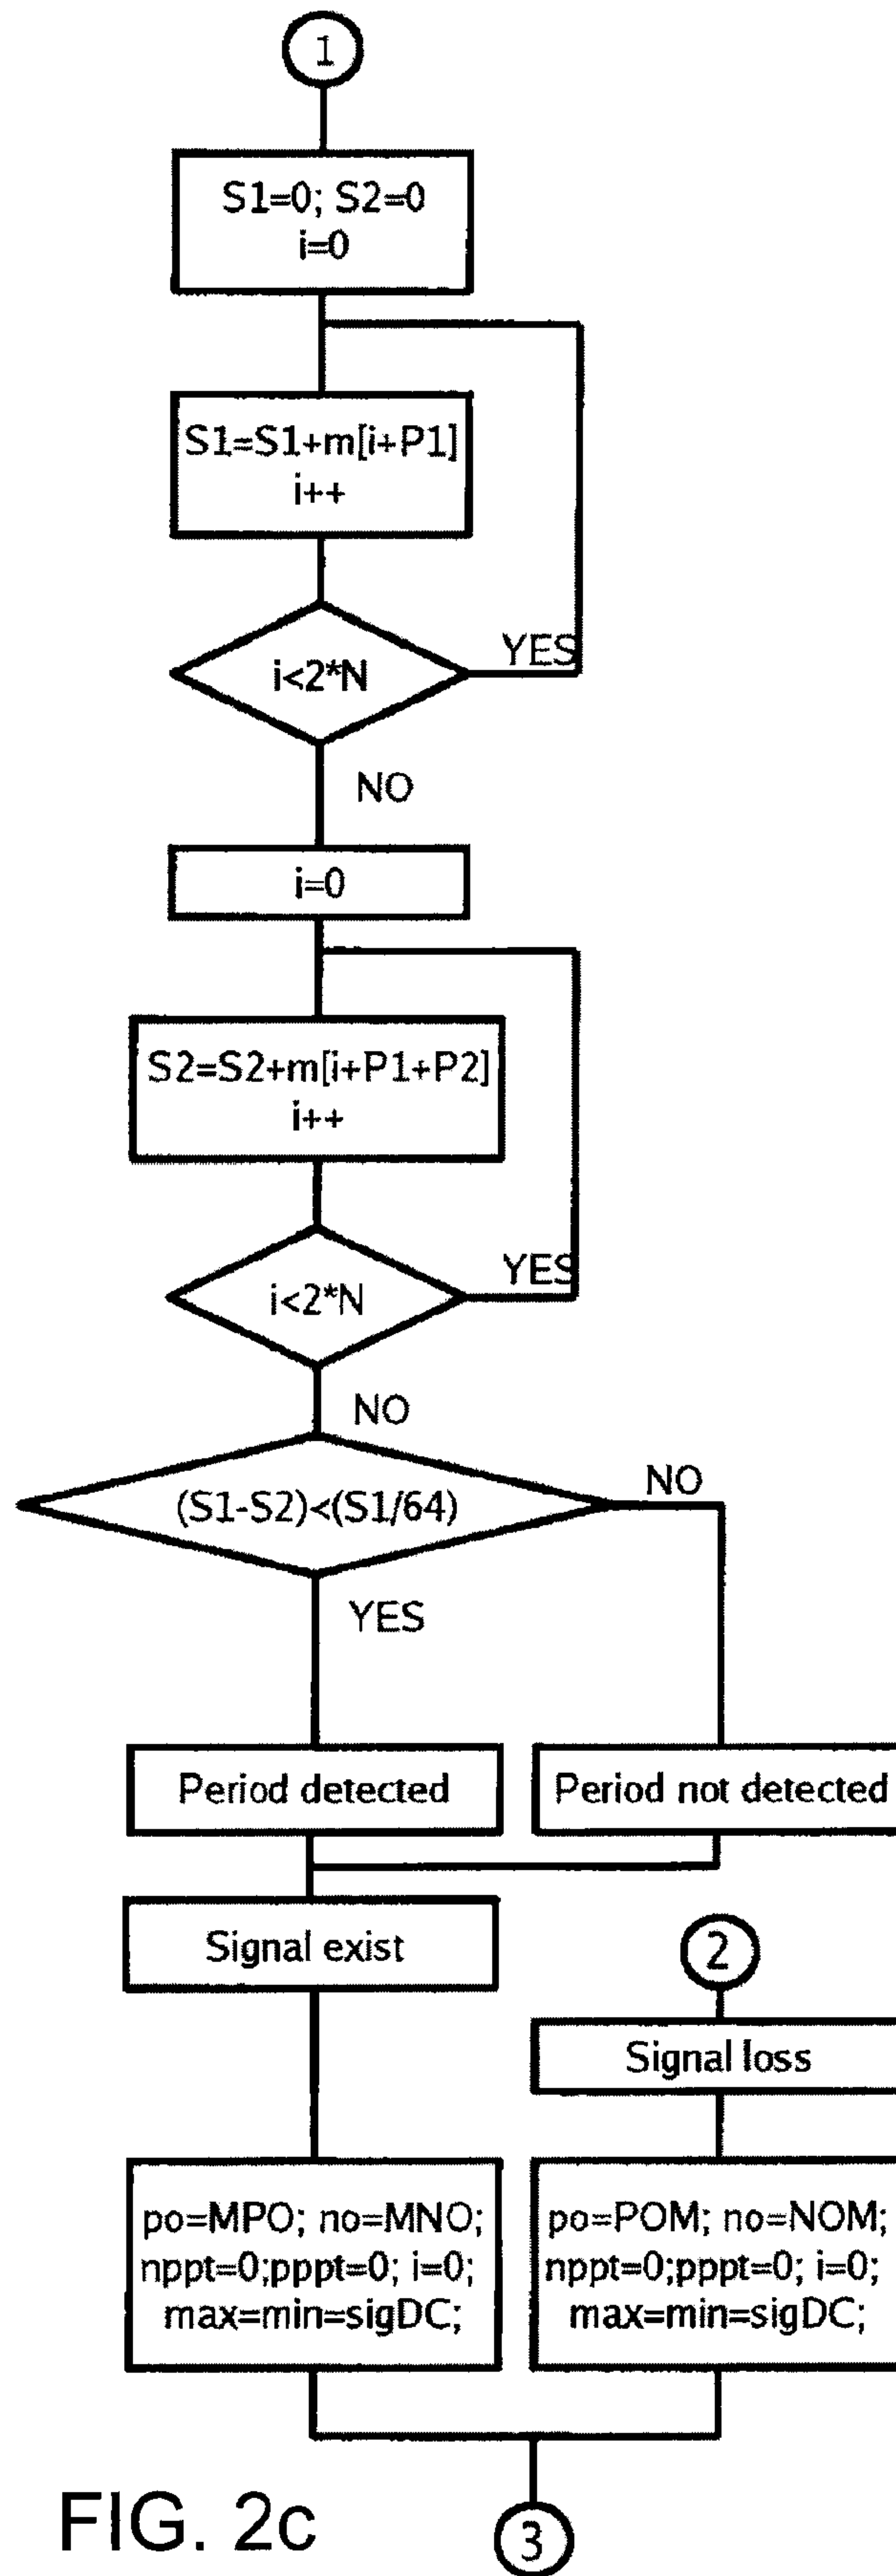 1
S1=0; S2=0
i=0
S1=S1+m[i+P1]
i++
i<2*N
YES
NO
i=0
S2=S2+m[i+P1+P2]
i++
i<2*N
YES
NO
(S1-S2)<(S1/64)
NO
YES
Period detected
Period not detected
Signal exist
2
Signal loss
po=MPO; no=MNO;
nppt=0;pppt=0; i=0;
max=min=sigDC;
po=POM; no=NOM;
nppt=0;pppt=0; i=0;
max=min=sigDC;
3
FIG. 2c